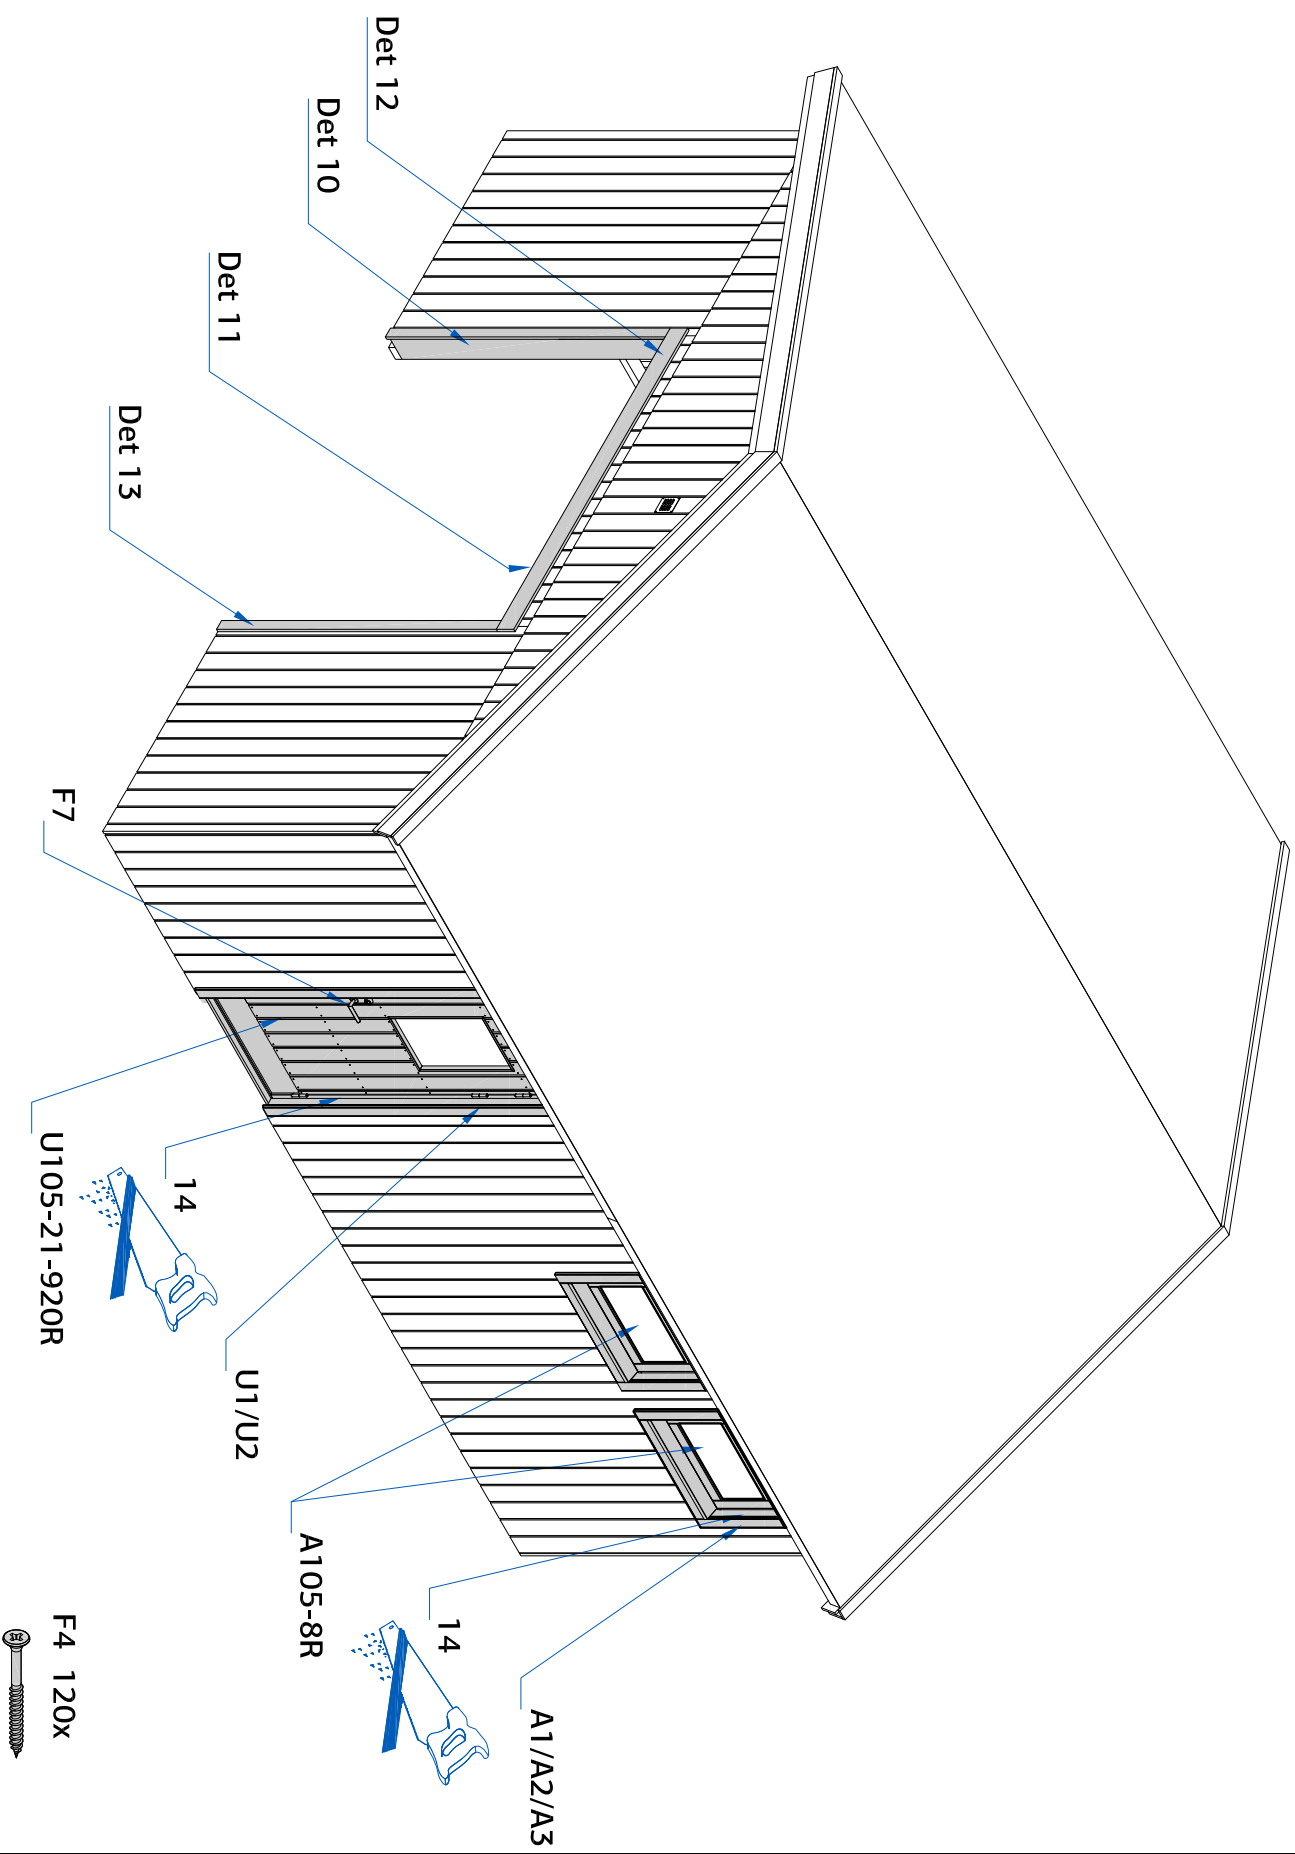 Det 12
Det 10
Det 11
Det 13
F7
U105-21-920R
14
U1/U2
A105-8R
14
A1/A2/A3
F4 120x